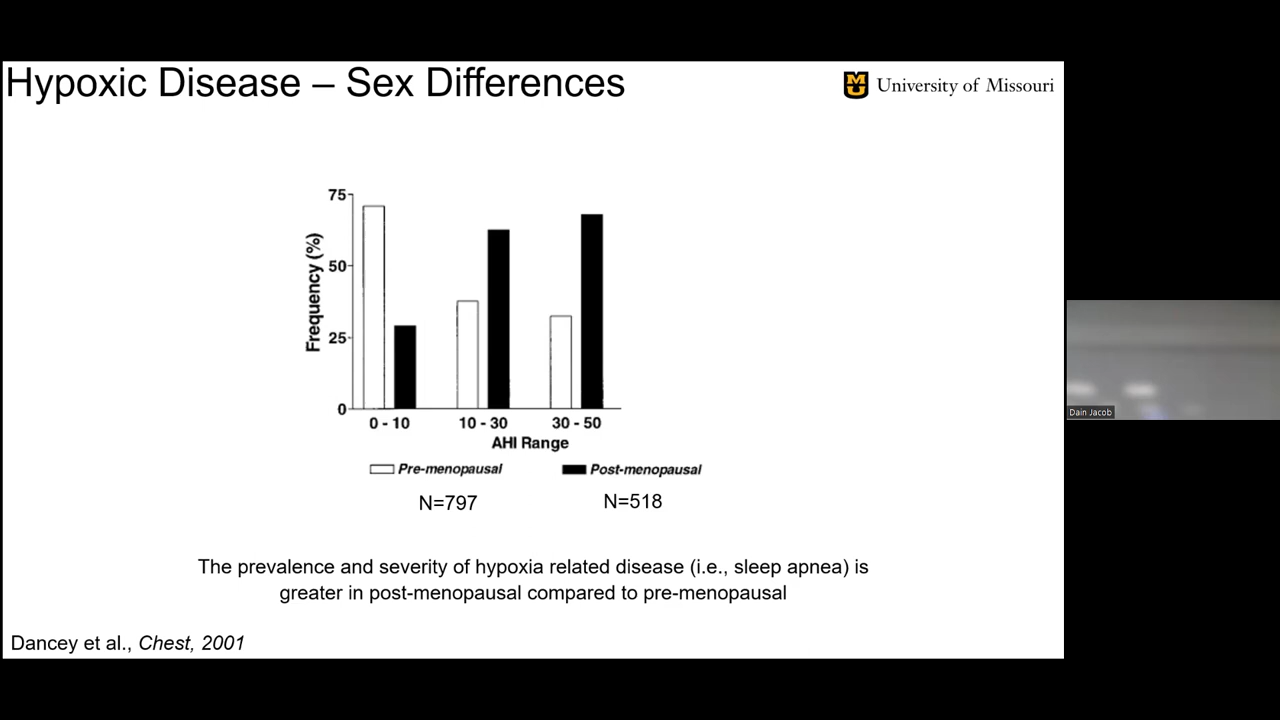 Hypoxic Disease – Sex Differences
University of Missouri
75
50
25
0
Frequency (%)
0 - 10
10 - 30
30 - 50
AHI Range
Pre-menopausal
Post-menopausal
N=797
N=518
The prevalence and severity of hypoxia related disease (i.e., sleep apnea) is
greater in post-menopausal compared to pre-menopausal
Dancey et al., Chest, 2001
Dain Jacob